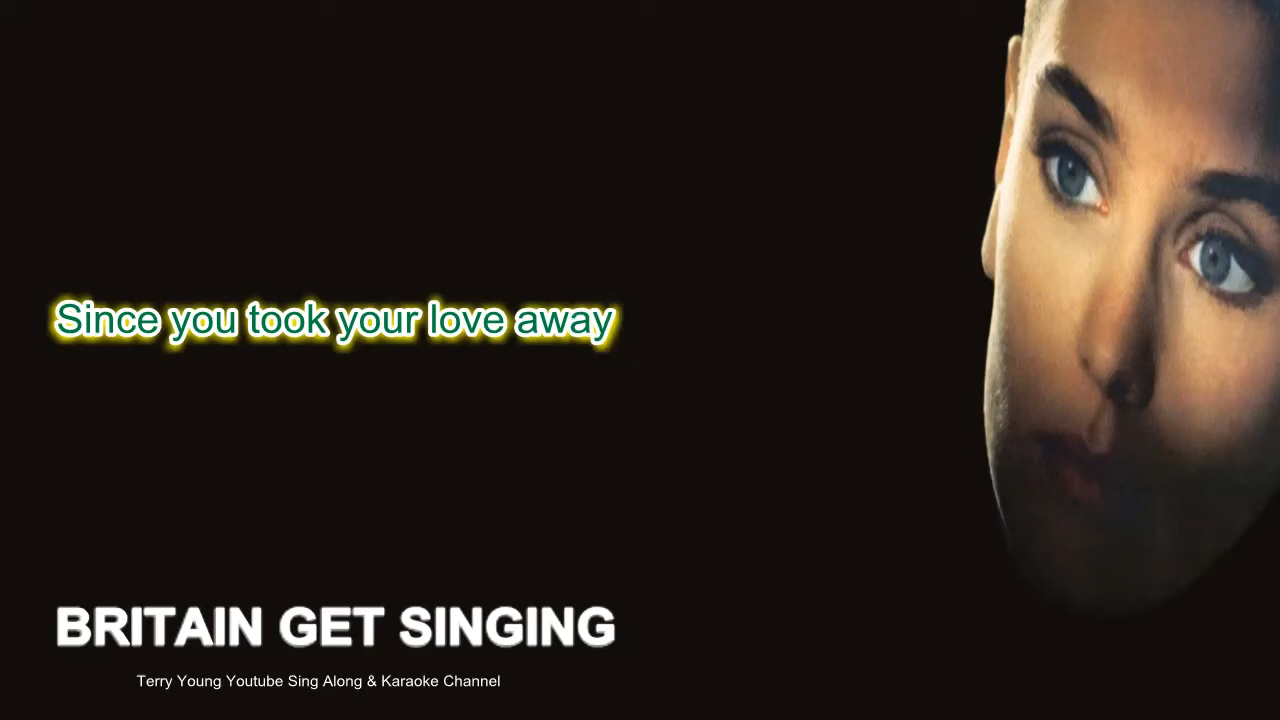 Since you took your love away
BRITAIN GET SINGING
Terry Young Youtube Sing Along & Karaoke Channel